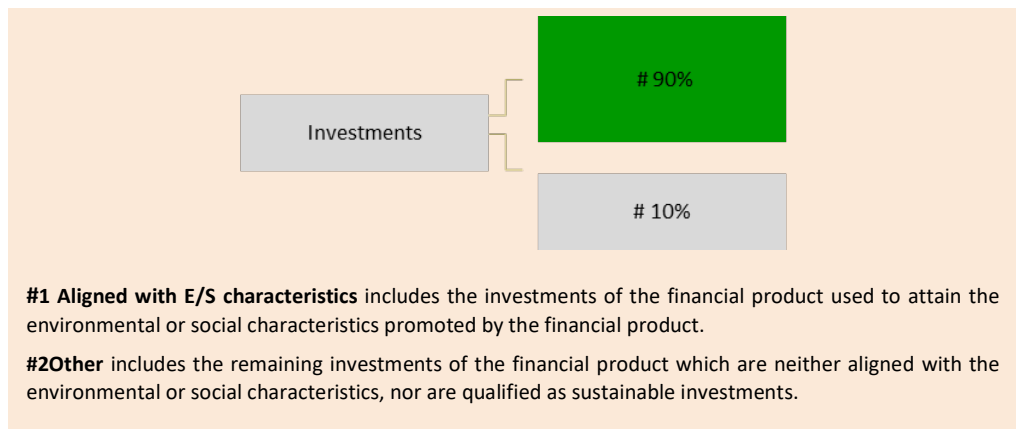 # 90%
Investments
# 10%
#1 Aligned with E/S characteristics includes the investments of the financial product used to attain the
environmental or social characteristics promoted by the financial product.
#2Other includes the remaining investments of the financial product which are neither aligned with the
environmental or social characteristics, nor are qualified as sustainable investments.